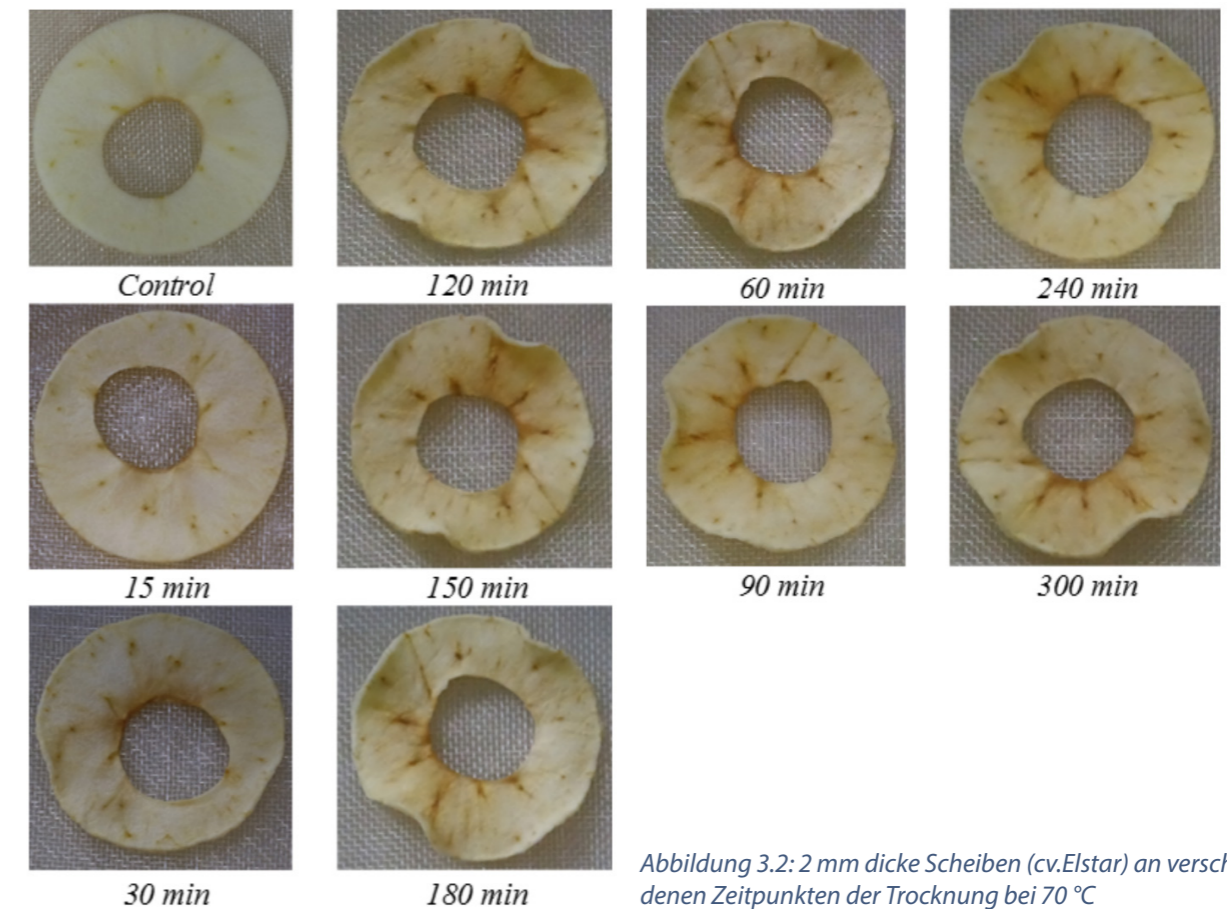 Control 120 min 60 min 240 min
15 min 150 min 90 min 300 min
30 min 180 min
Abbildung 3.2: 2 mm dicke Scheiben (cv.Elstar) an versch
denen Zeitpunkten der Trocknung bei 70 °C